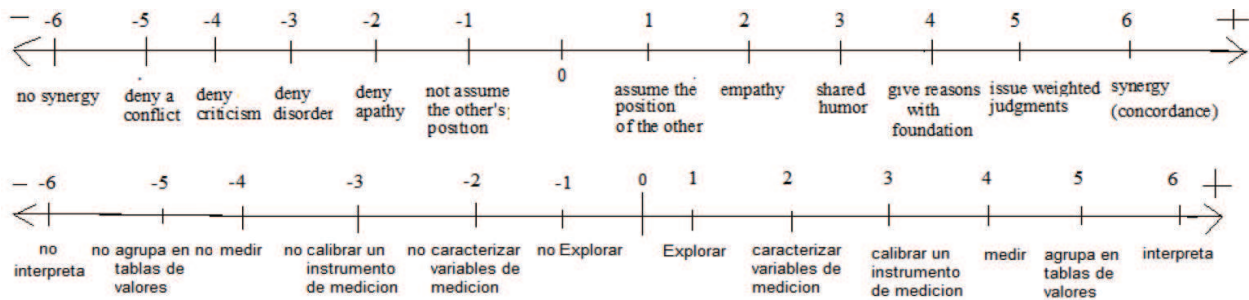 − -6 -5 -4 -3 -2 -1 1 2 3 4 5 6 +
0
no synergy deny a deny deny deny not assume assume the empathy shared give reasons issue weighted synergy
conflict criticism disorder apathy the other's position humor with judgments (concordance)
position of the other foundation
− -6 -5 -4 -3 -2 -1 0 1 2 3 4 5 6 +
no no agrupa en no medir no calibrar un no caracterizar no Explorar Explorar caracterizar calibrar un medir agrupa en interpreta
interpreta tablas de instrumento variables de variables de instrumento tablas de
valores de medicion medicion medicion de medicion valores